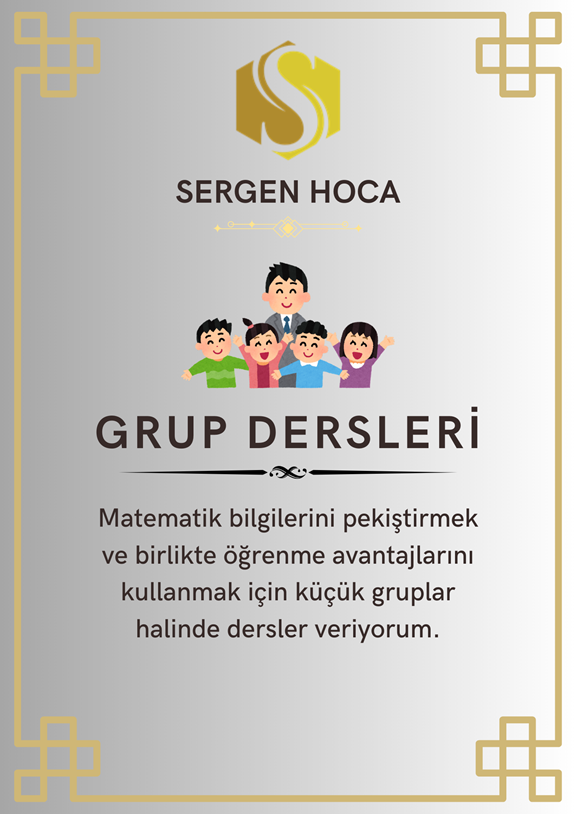 SERGEN HOCA
GRUP DERSLERİ
Matematik bilgilerini pekiştirmek
ve birlikte öğrenme avantajlarını
kullanmak için küçük gruplar
halinde dersler veriyorum.